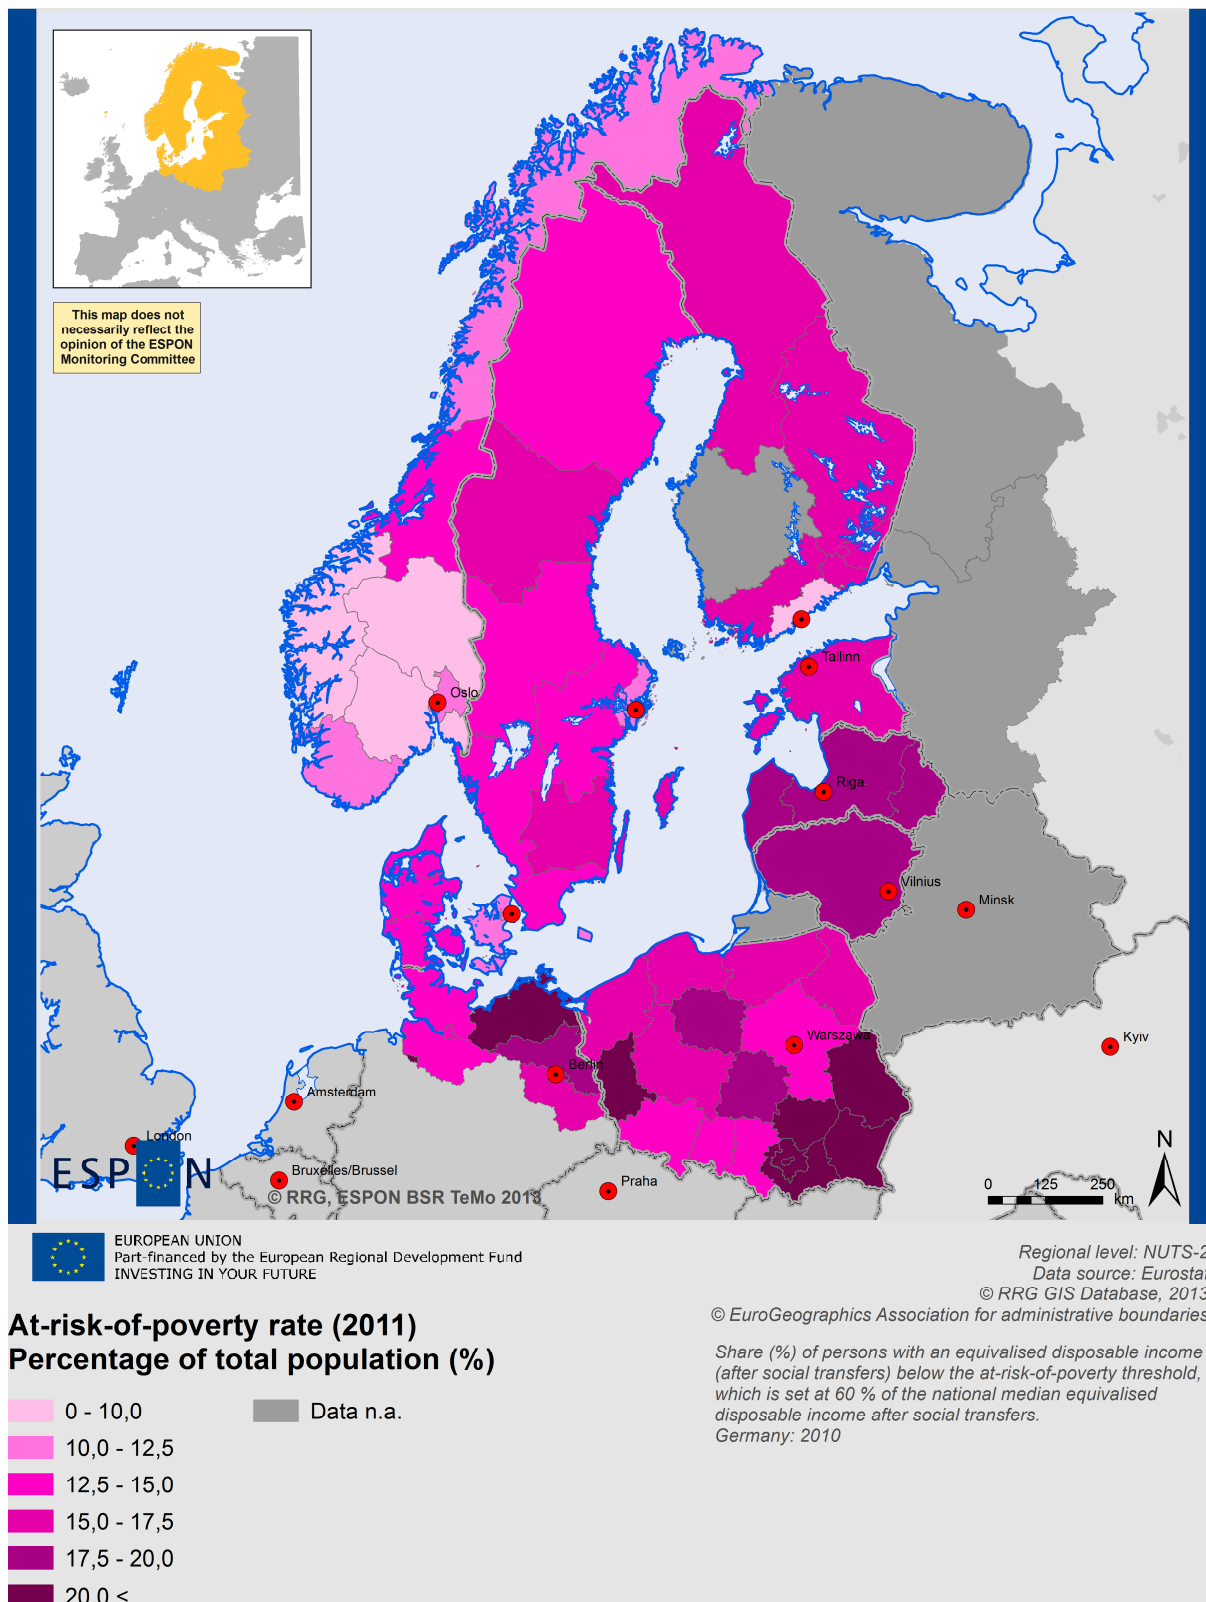 This map does not
necessarily reflect the
opinion of the ESPON
Monitoring Committee
Oslo
Tallinn
Riga
Vilnius
Minsk
Warszawa
Kyiv
Berlin
Amsterdam
London
Bruxelles/Brussel
Praha
ESPON
© RRG, ESPON BSR TeMo 2013
N
0 125 250
km
EUROPEAN UNION
Part-financed by the European Regional Development Fund
INVESTING IN YOUR FUTURE
Regional level: NUTS-2
Data source: Eurostat
© RRG GIS Database, 2013
© EuroGeographics Association for administrative boundaries
At-risk-of-poverty rate (2011)
Percentage of total population (%)
0 - 10,0
10,0 - 12,5
12,5 - 15,0
15,0 - 17,5
17,5 - 20,0
20,0 <
Data n.a.
Share (%) of persons with an equivalised disposable income
(after social transfers) below the at-risk-of-poverty threshold,
which is set at 60 % of the national median equivalised
disposable income after social transfers.
Germany: 2010